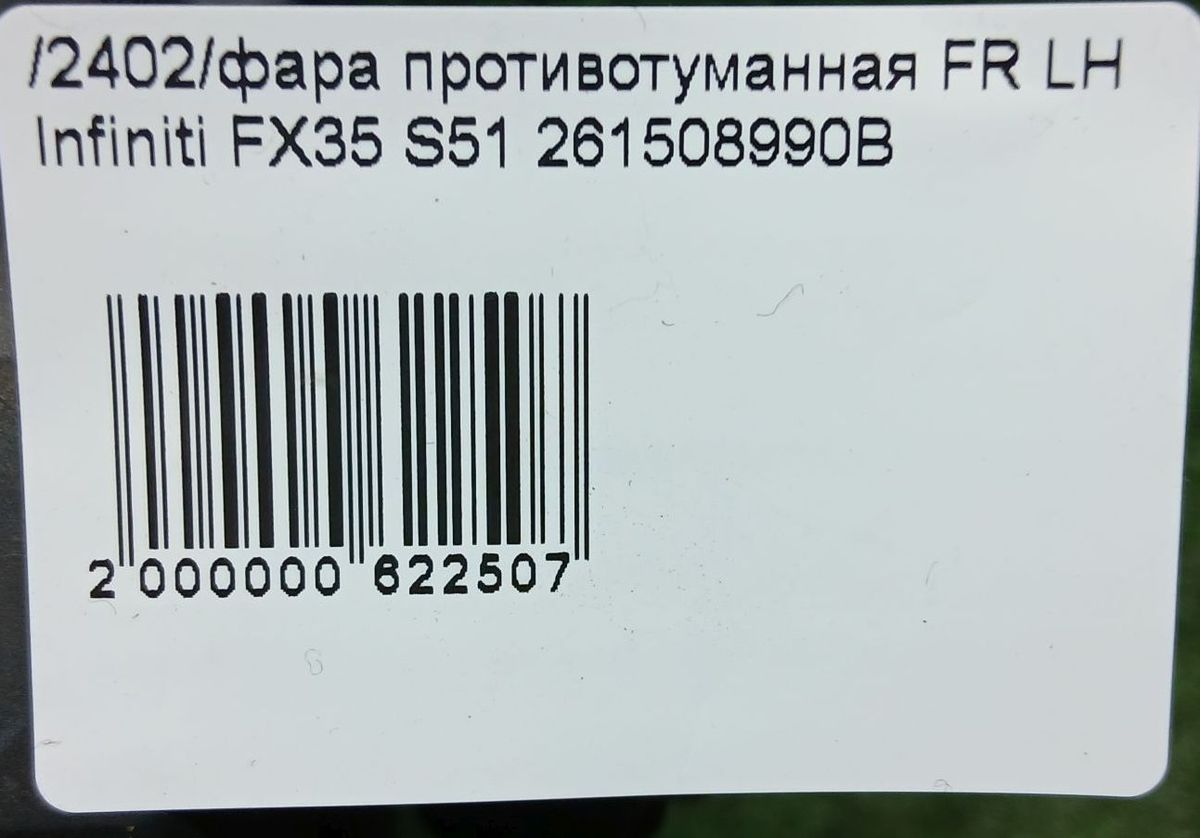 /2402/фара противотуманная FR LH
Infiniti FX35 S51 261508990B
2 000000 622507